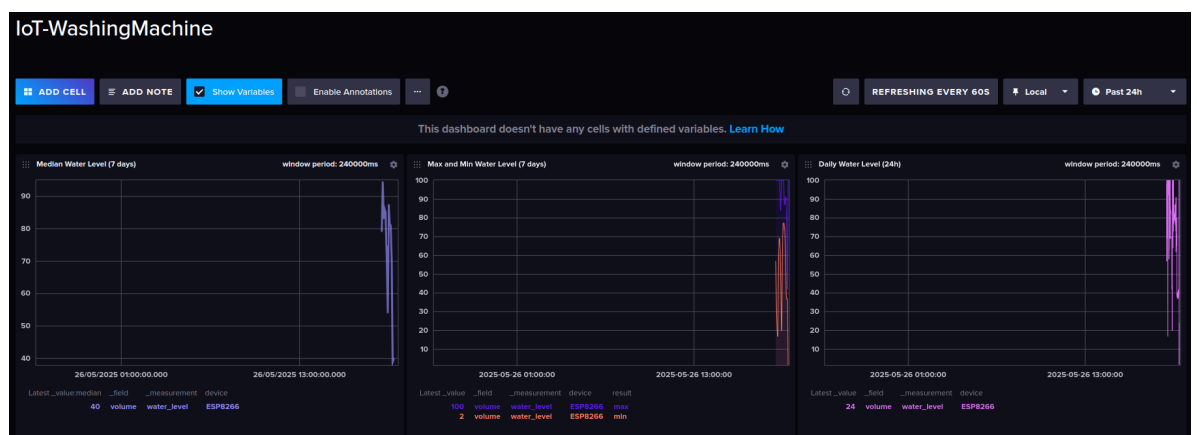 IoT-WashingMachine
ADD CELL ADD NOTE Show Variables Enable Annotations ... REFRESHING EVERY 60S Local Past 24h
This dashboard doesn't have any cells with defined variables. Learn How
Median Water Level (7 days) window period: 240000ms
90
80
70
60
50
40
26/05/2025 01:00:00.000 26/05/2025 13:00:00.000
Latest _value:median _field _measurement device
40 volume water_level ESP8266
Max and Min Water Level (7 days) window period: 240000ms
100
90
80
70
60
50
40
30
20
10
2025-05-26 01:00:00 2025-05-26 13:00:00
Latest _value _field _measurement device result
100 volume water_level ESP8266 max
2 volume water_level ESP8266 min
Daily Water Level (24h) window period: 240000ms
100
90
80
70
60
50
40
30
20
10
2025-05-26 01:00:00 2025-05-26 13:00:00
Latest _value _field _measurement device
24 volume water_level ESP8266